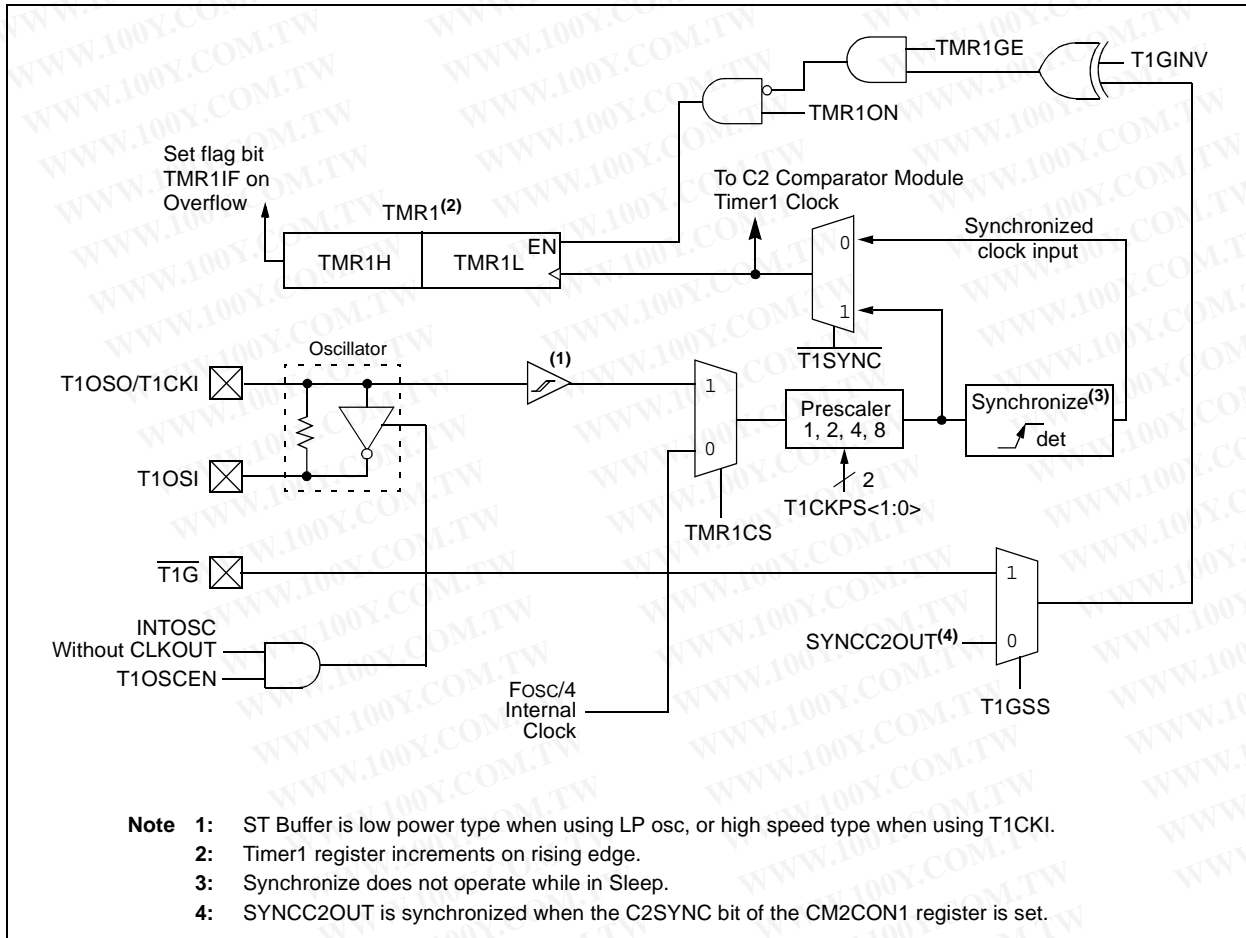 TMR1GE
T1GINV
TMR1ON
Set flag bit
TMR1IF on
Overflow
To C2 Comparator Module
Timer1 Clock
TMR1(2)
EN
TMR1H
TMR1L
0
Synchronized
clock input
1
T1SYNC
Oscillator
(1)
T1OSO/T1CKI
1
Prescaler
1, 2, 4, 8
Synchronize(3)
det
0
T1OSI
2
T1CKPS<1:0>
TMR1CS
T1G
1
INTOSC
Without CLKOUT
T1OSCEN
SYNCC2OUT(4)
0
FOSC/4
Internal
Clock
T1GSS
Note 1: ST Buffer is low power type when using LP osc, or high speed type when using T1CKI.
2: Timer1 register increments on rising edge.
3: Synchronize does not operate while in Sleep.
4: SYNCC2OUT is synchronized when the C2SYNC bit of the CM2CON1 register is set.
WWW.100Y.COM.TW